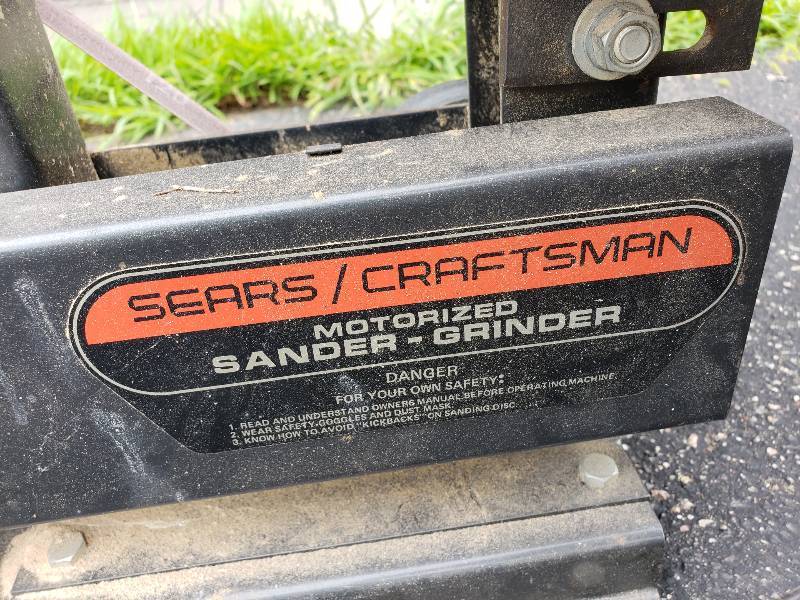 SEARS / CRAFTSMAN
MOTORIZED
SANDER - GRINDER
DANGER
FOR YOUR OWN SAFETY:
1. READ AND UNDERSTAND OWNERS MANUAL BEFORE OPERATING MACHINE.
2. WEAR SAFETY GOGGLES AND DUST MASK.
3. KNOW HOW TO AVOID "KICKBACKS" ON SANDING DISC.